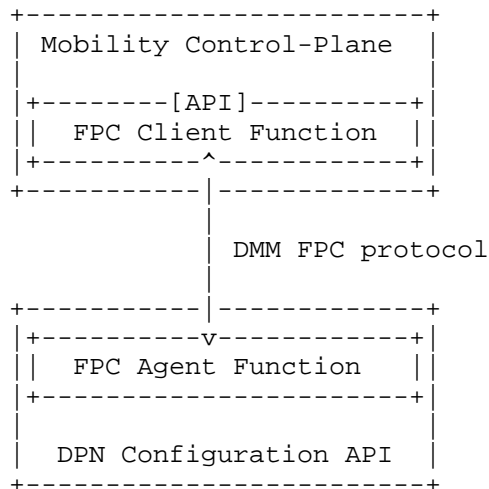 Mobility Control-Plane
[API]
FPC Client Function
DMM FPC protocol
FPC Agent Function
DPN Configuration API